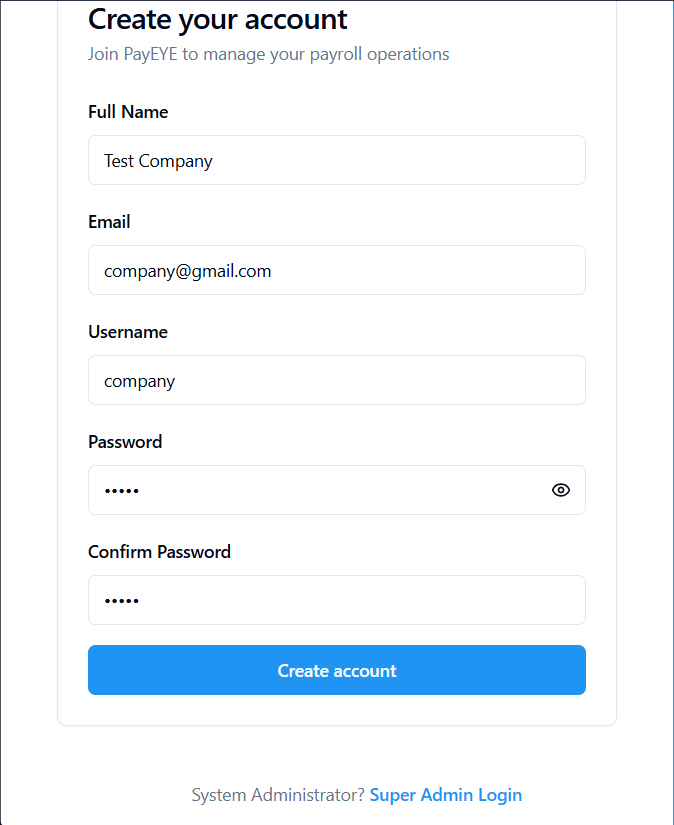 Create your account
Join PayEYE to manage your payroll operations
Full Name
Test Company
Email
company@gmail.com
Username
company
Password
•••••
Confirm Password
•••••
Create account
System Administrator? Super Admin Login